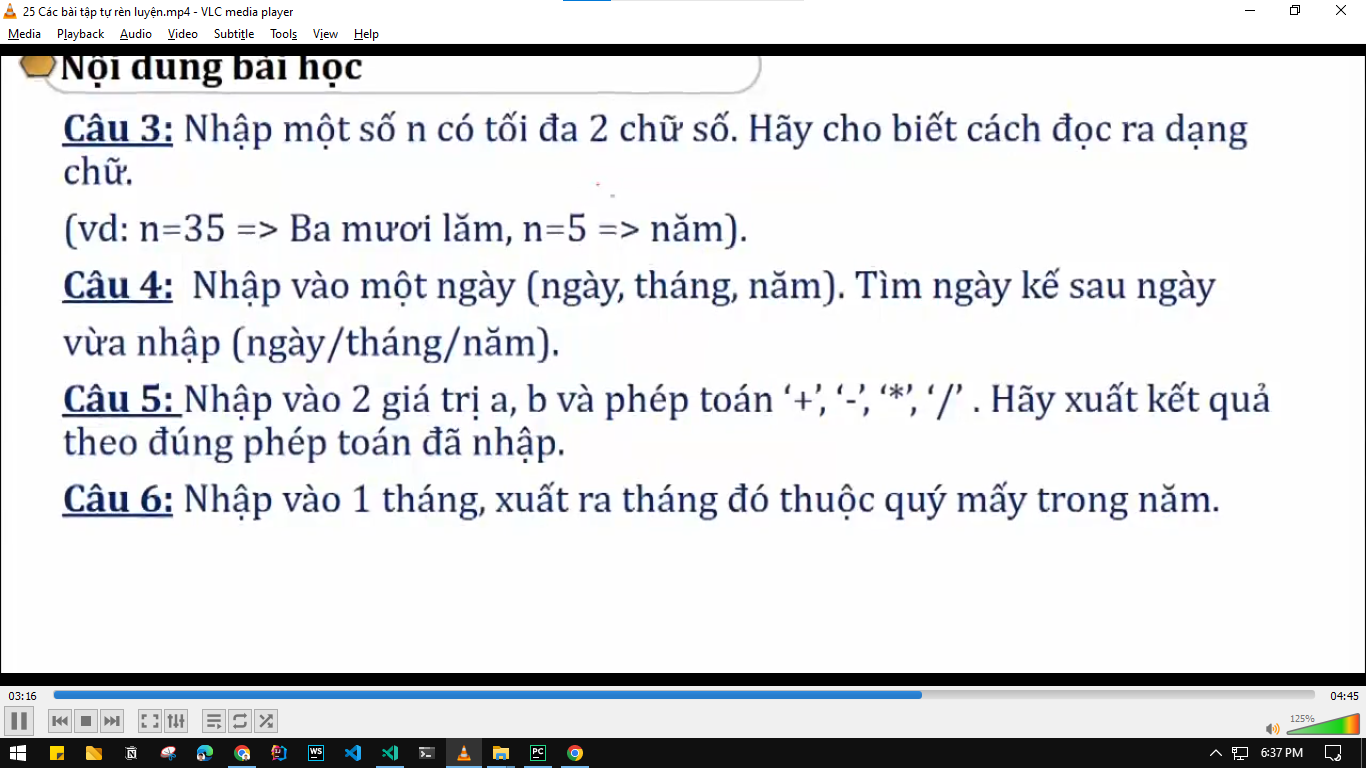 25 Các bài tập tự rèn luyện.mp4 - VLC media player
Media Playback Audio Video Subtitle Tools View Help
Nội dung bài học
Câu 3: Nhập một số n có tối đa 2 chữ số. Hãy cho biết cách đọc ra dạng
chữ.
(vd: n=35 => Ba mươi lăm, n=5 => năm).
Câu 4: Nhập vào một ngày (ngày, tháng, năm). Tìm ngày kế sau ngày
vừa nhập (ngày/tháng/năm).
Câu 5: Nhập vào 2 giá trị a, b và phép toán ‘+’, ‘-’, ‘*’, ‘/’ . Hãy xuất kết quả
theo đúng phép toán đã nhập.
Câu 6: Nhập vào 1 tháng, xuất ra tháng đó thuộc quý mấy trong năm.
03:16 04:45
125%
WS PC 6:37 PM